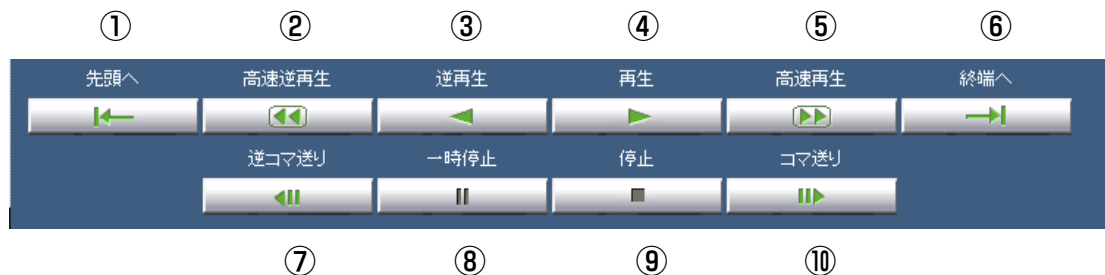 ① ② ③ ④ ⑤ ⑥
先頭へ 高速逆再生 逆再生 再生 高速再生 終端へ
逆コマ送り 一時停止 停止 コマ送り
⑦ ⑧ ⑨ ⑩